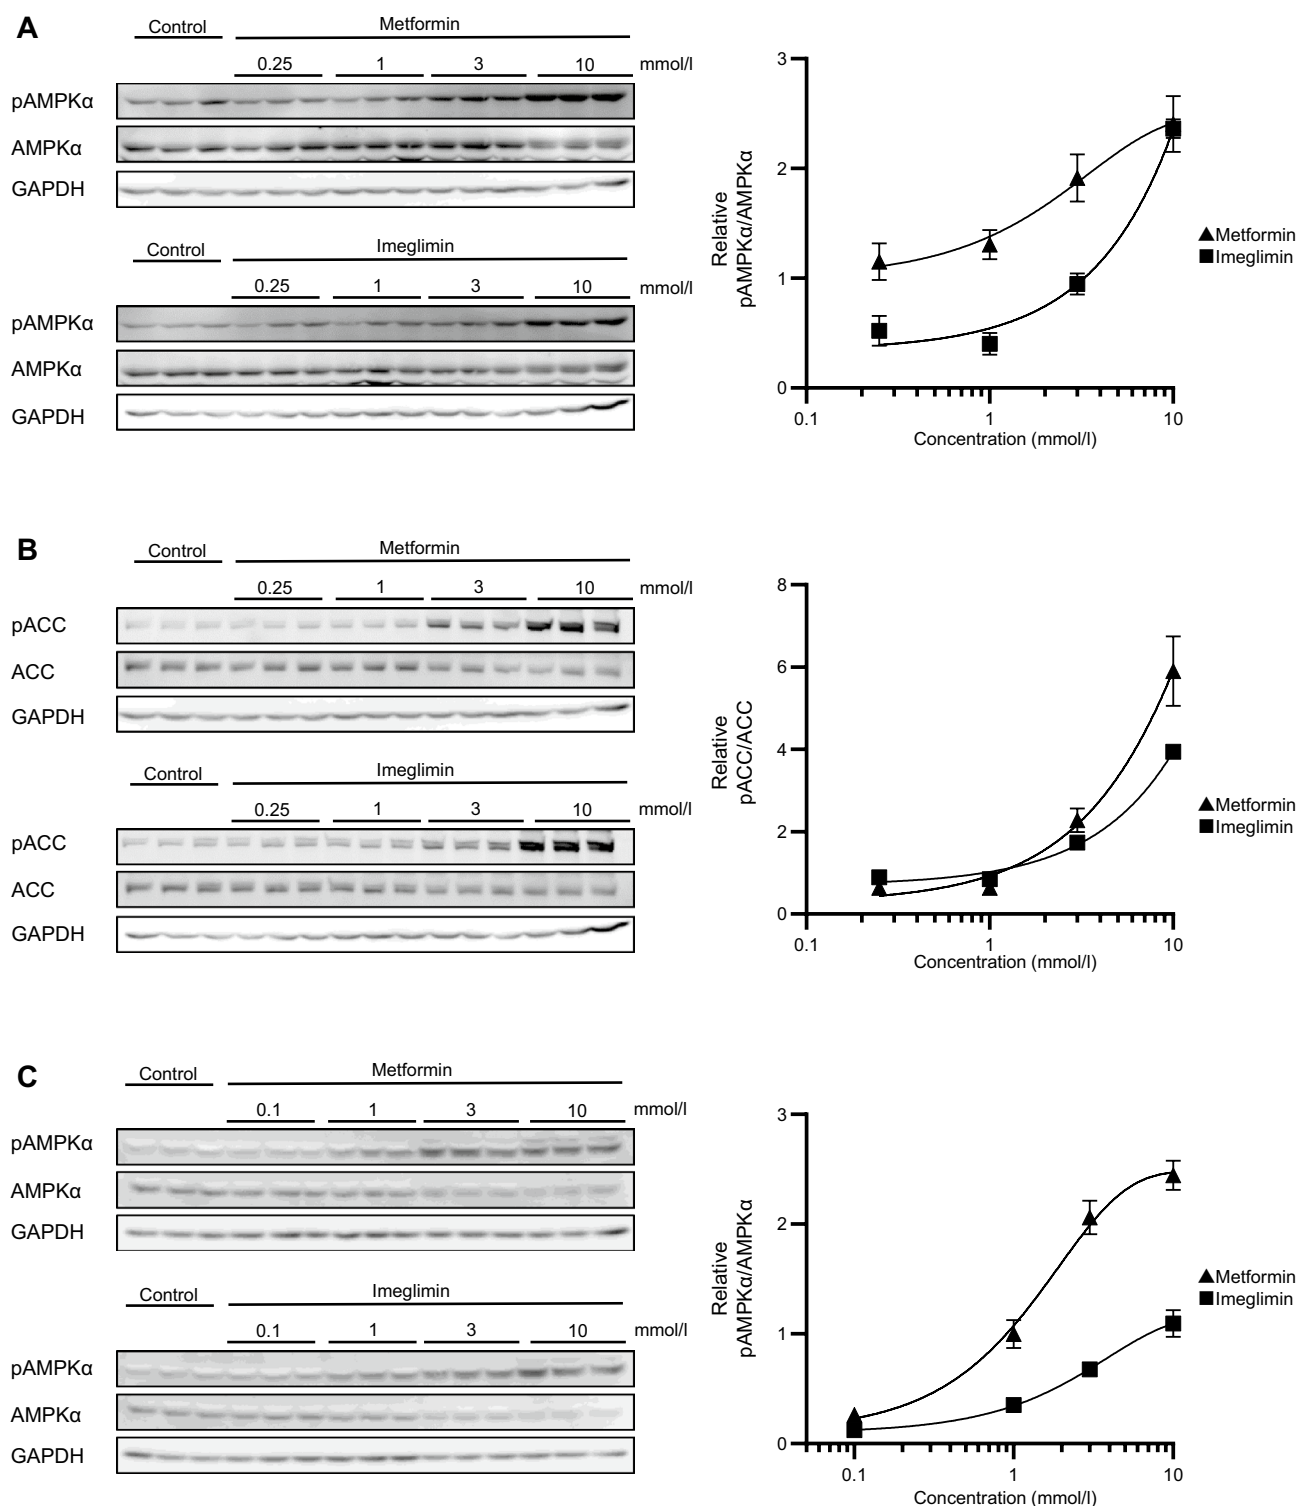 A
Control Metformin
0.25 1 3 10 mmol/l
pAMPKα
AMPKα
GAPDH
Control Imeglimin
0.25 1 3 10 mmol/l
pAMPKα
AMPKα
GAPDH
3
2
1
0
0.1 1 10
Concentration (mmol/l)
Relative
pAMPKα/AMPKα
Metformin
Imeglimin
B
Control Metformin
0.25 1 3 10 mmol/l
pACC
ACC
GAPDH
Control Imeglimin
0.25 1 3 10 mmol/l
pACC
ACC
GAPDH
8
6
4
2
0
0.1 1 10
Concentration (mmol/l)
Relative
pACC/ACC
Metformin
Imeglimin
C
Control Metformin
0.1 1 3 10 mmol/l
pAMPKα
AMPKα
GAPDH
Control Imeglimin
0.1 1 3 10 mmol/l
pAMPKα
AMPKα
GAPDH
3
2
1
0
0.1 1 10
Concentration (mmol/l)
Relative
pAMPKα/AMPKα
Metformin
Imeglimin